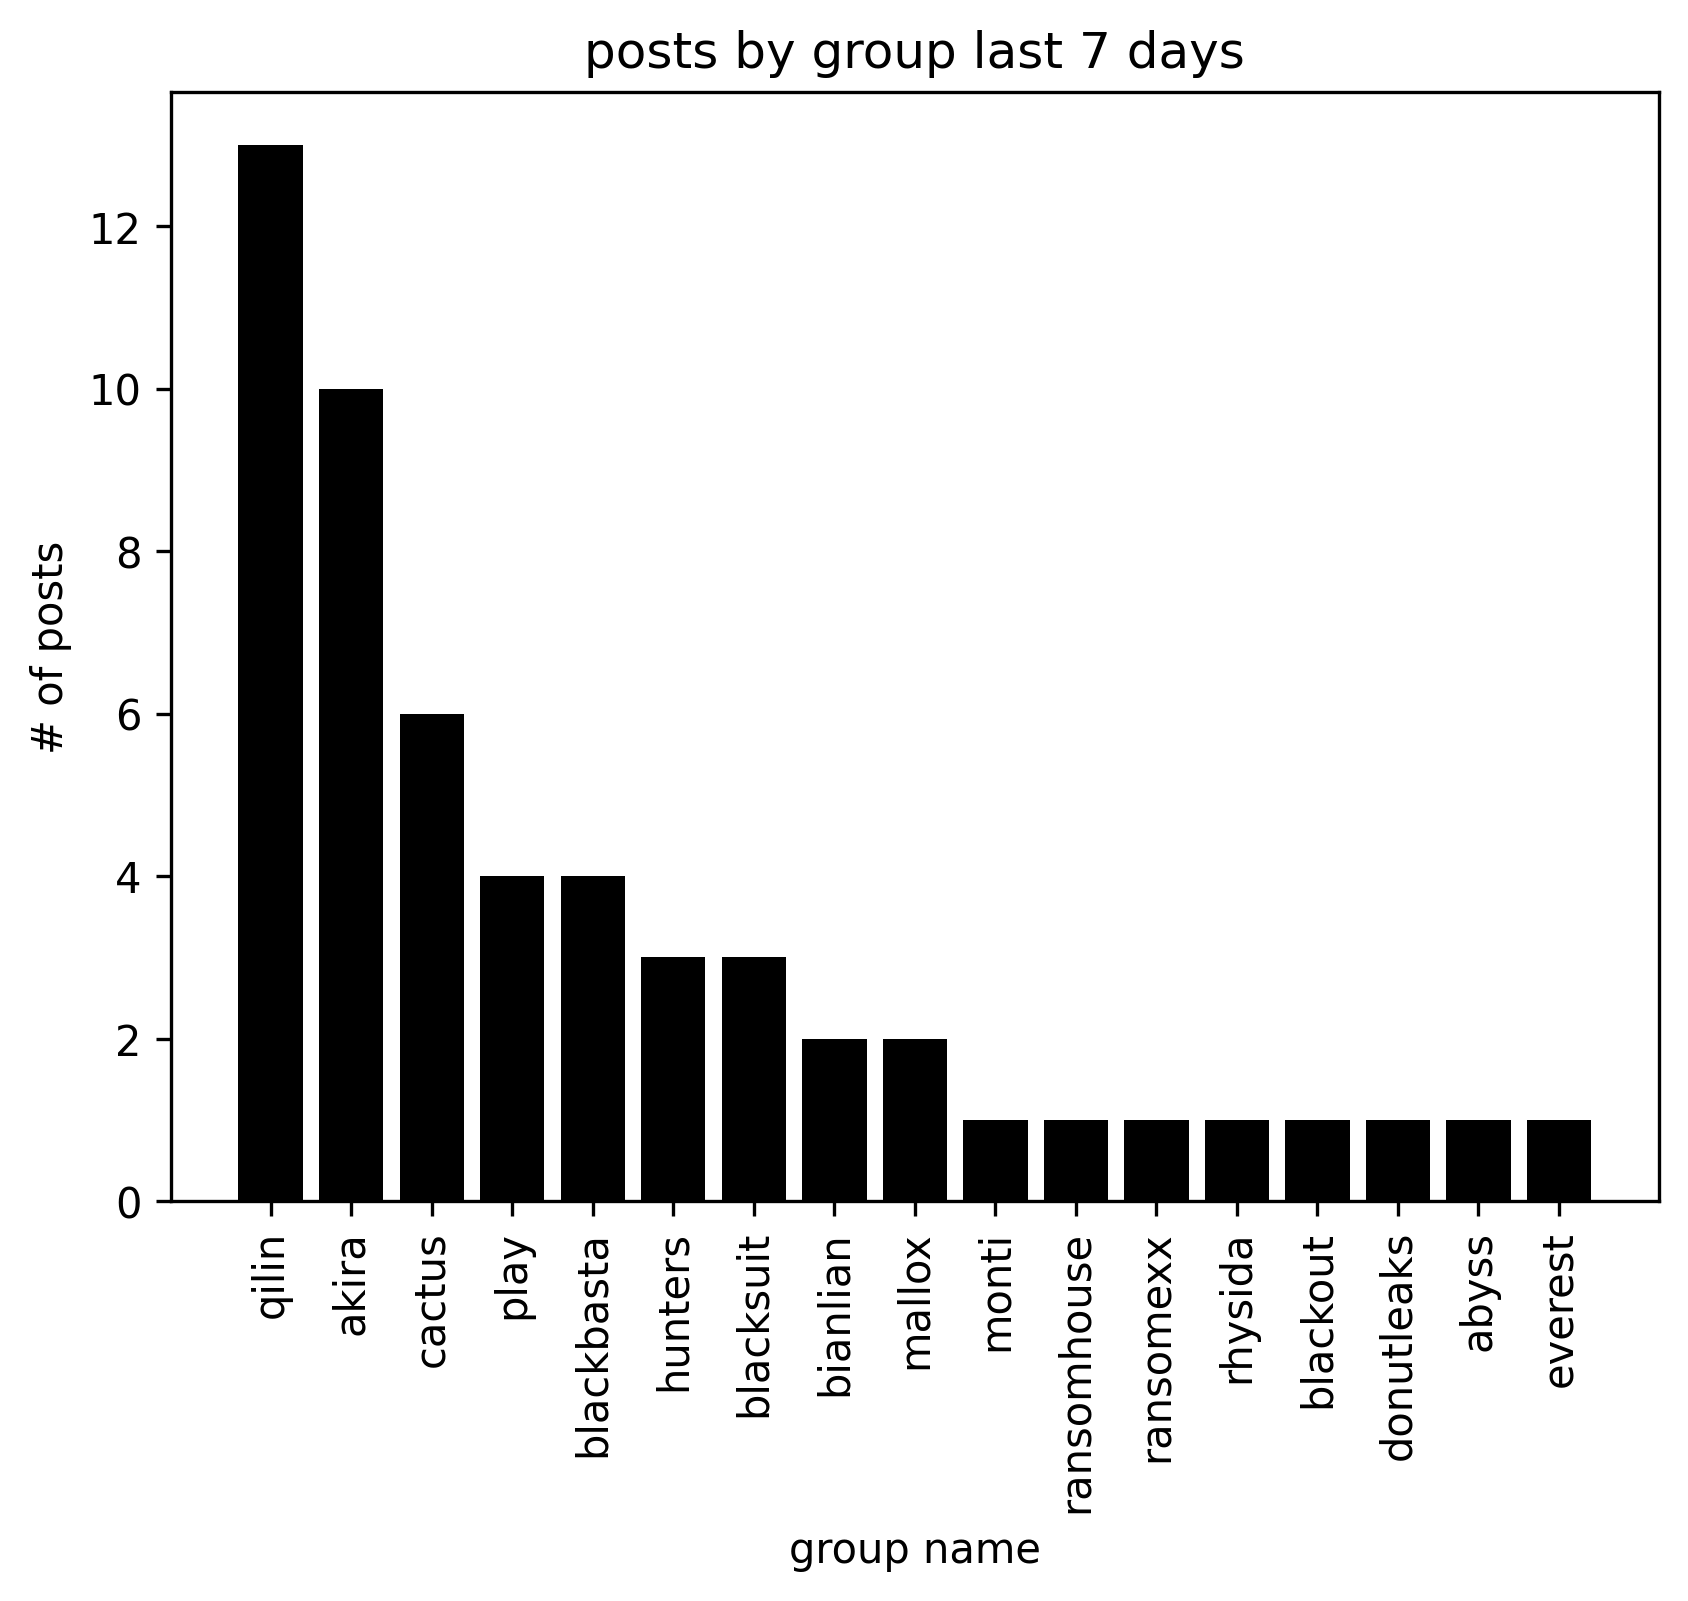 posts by group last 7 days
# of posts
12
10
8
6
4
2
0
qilin
akira
cactus
play
blackbasta
hunters
blacksuit
bianlian
mallox
monti
ransomhouse
ransomexx
rhysida
blackout
donutleaks
abyss
everest
group name